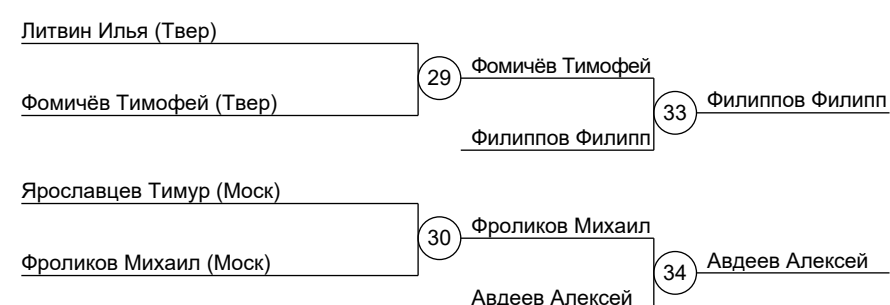 Литвин Илья (Твер)
29
Фомичёв Тимофей
Фомичёв Тимофей (Твер)
33
Филиппов Филипп
Филиппов Филипп
Ярославцев Тимур (Моск)
30
Фроликов Михаил
Фроликов Михаил (Моск)
34
Авдеев Алексей
Авдеев Алексей